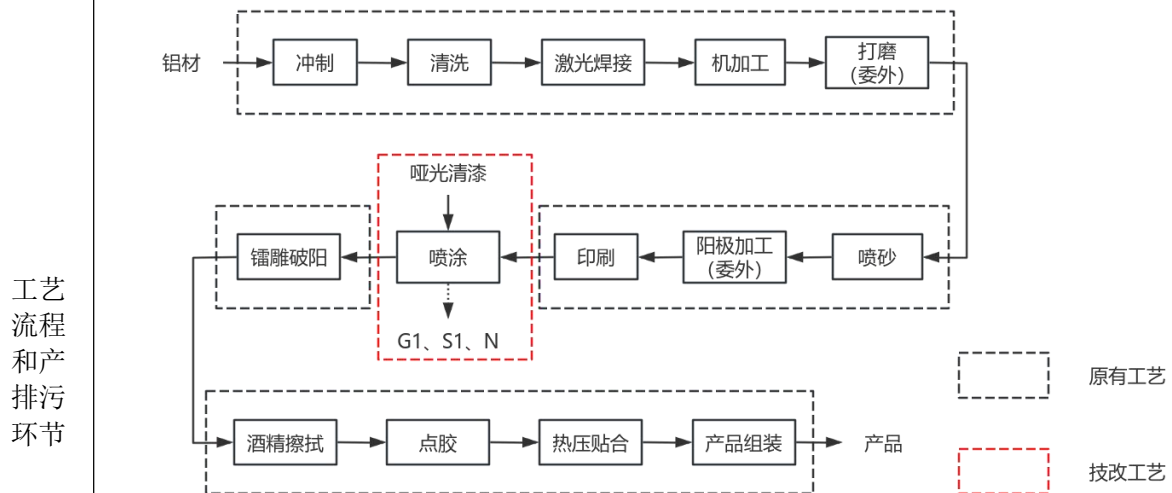 工艺
流程
和产
排污
环节
铝材
冲制
清洗
激光焊接
机加工
打磨
（委外）
哑光清漆
镭雕破阳
喷涂
印刷
阳极加工
（委外）
喷砂
G1、S1、N
原有工艺
酒精擦拭
点胶
热压贴合
产品组装
产品
技改工艺